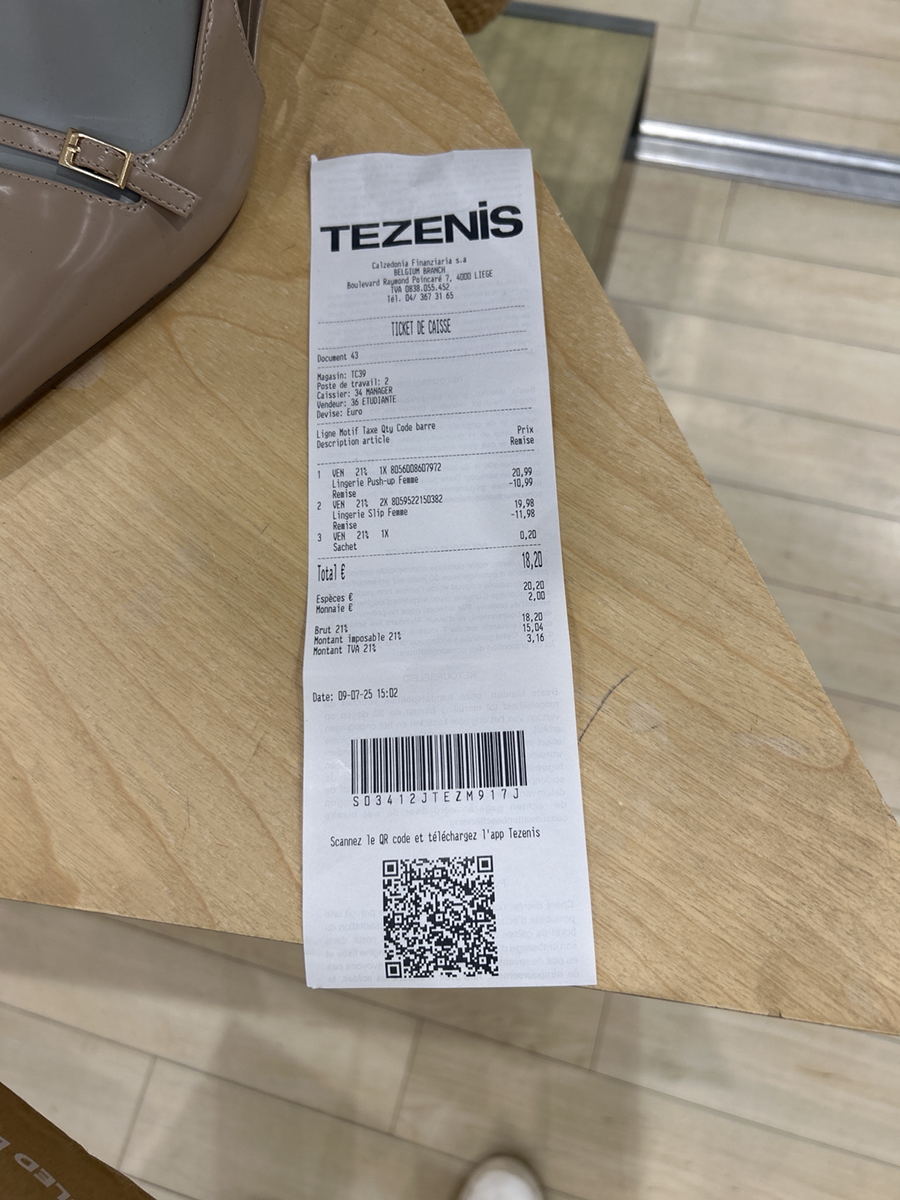 TEZENIS
Calzedonia Finanziaria s.a
BELGIUM BRANCH
Boulevard Raymond Poincaré 7, 4000 LIEGE
TVA 0838.055.452
Tél. 04/ 367 31 65
TICKET DE CAISSE
Document 43
Magasin: TC39
Poste de travail: 2
Caissier: 34 MANAGER
Vendeur: 36 ETUDIANTE
Devise: Euro
Ligne Motif Taxe Qty Code barre Prix
Description article Remise
1 VEN 21% 1X 8056008607972 20,99
Lingerie Push-up Femme -10,99
Remise
2 VEN 21% 2X 8059522150382 19,98
Lingerie Slip Femme -11,98
Remise
3 VEN 21% 1X 0,20
Sachet
Total € 18,20
Espèces € 20,20
Monnaie € 2,00
Brut 21% 18,20
Montant imposable 21% 15,04
Montant TVA 21% 3,16
Date: 09-07-25 15:02
S03412JTEZM917J
Scannez le QR code et téléchargez l'app Tezenis